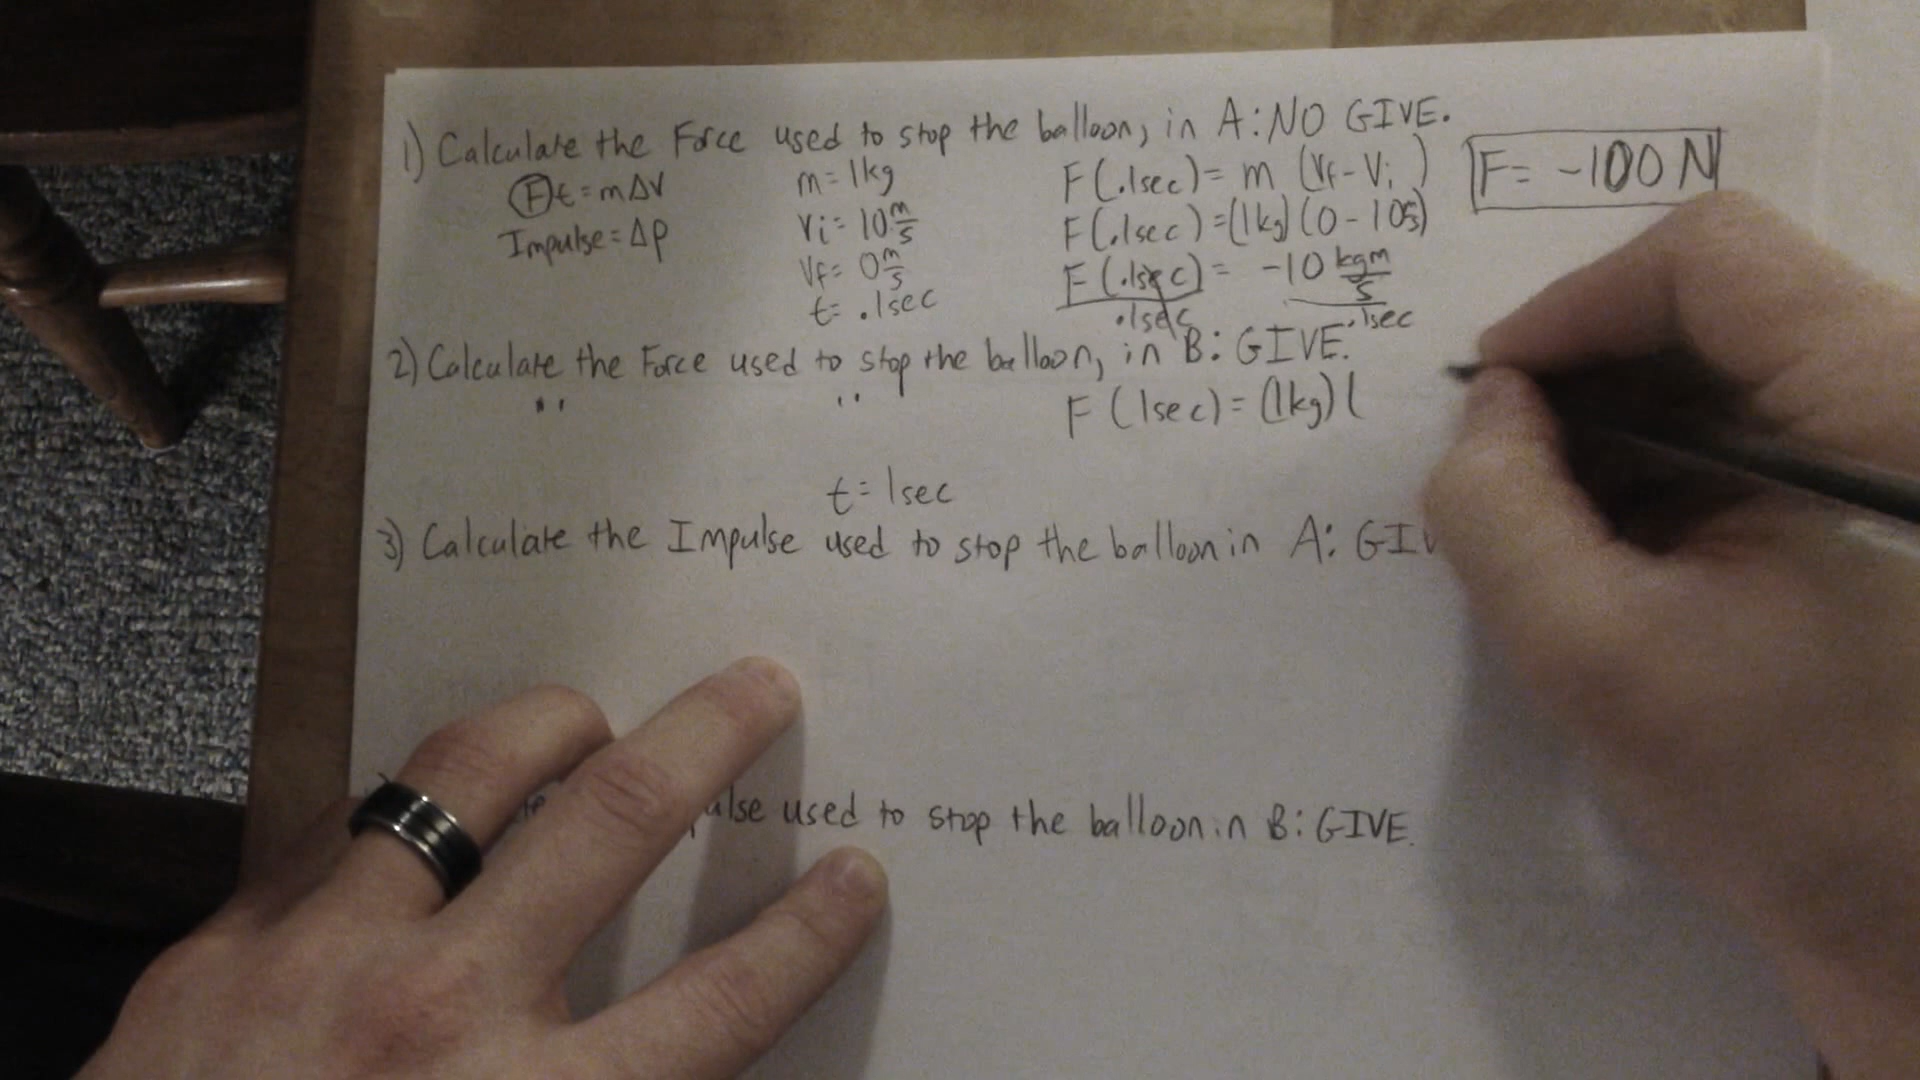 1) Calculate the Force used to stop the balloon, in A: NO GIVE.
Ft = mΔV
Impulse = Δp
m = 1kg
Vi = 10 m/s
Vf = 0 m/s
t = .1sec
F(.1sec) = m (Vf - Vi)
F(.1sec) = (1kg)(0 - 10 m/s)
F(.1sec) = -10 kgm/s
.1sec .1sec
F = -100 N
2) Calculate the Force used to stop the balloon, in B: GIVE.
" "
F (1sec) = (1kg) (
t = 1sec
3) Calculate the Impulse used to stop the balloon in A: GIV
used to stop the balloon in B: GIVE.